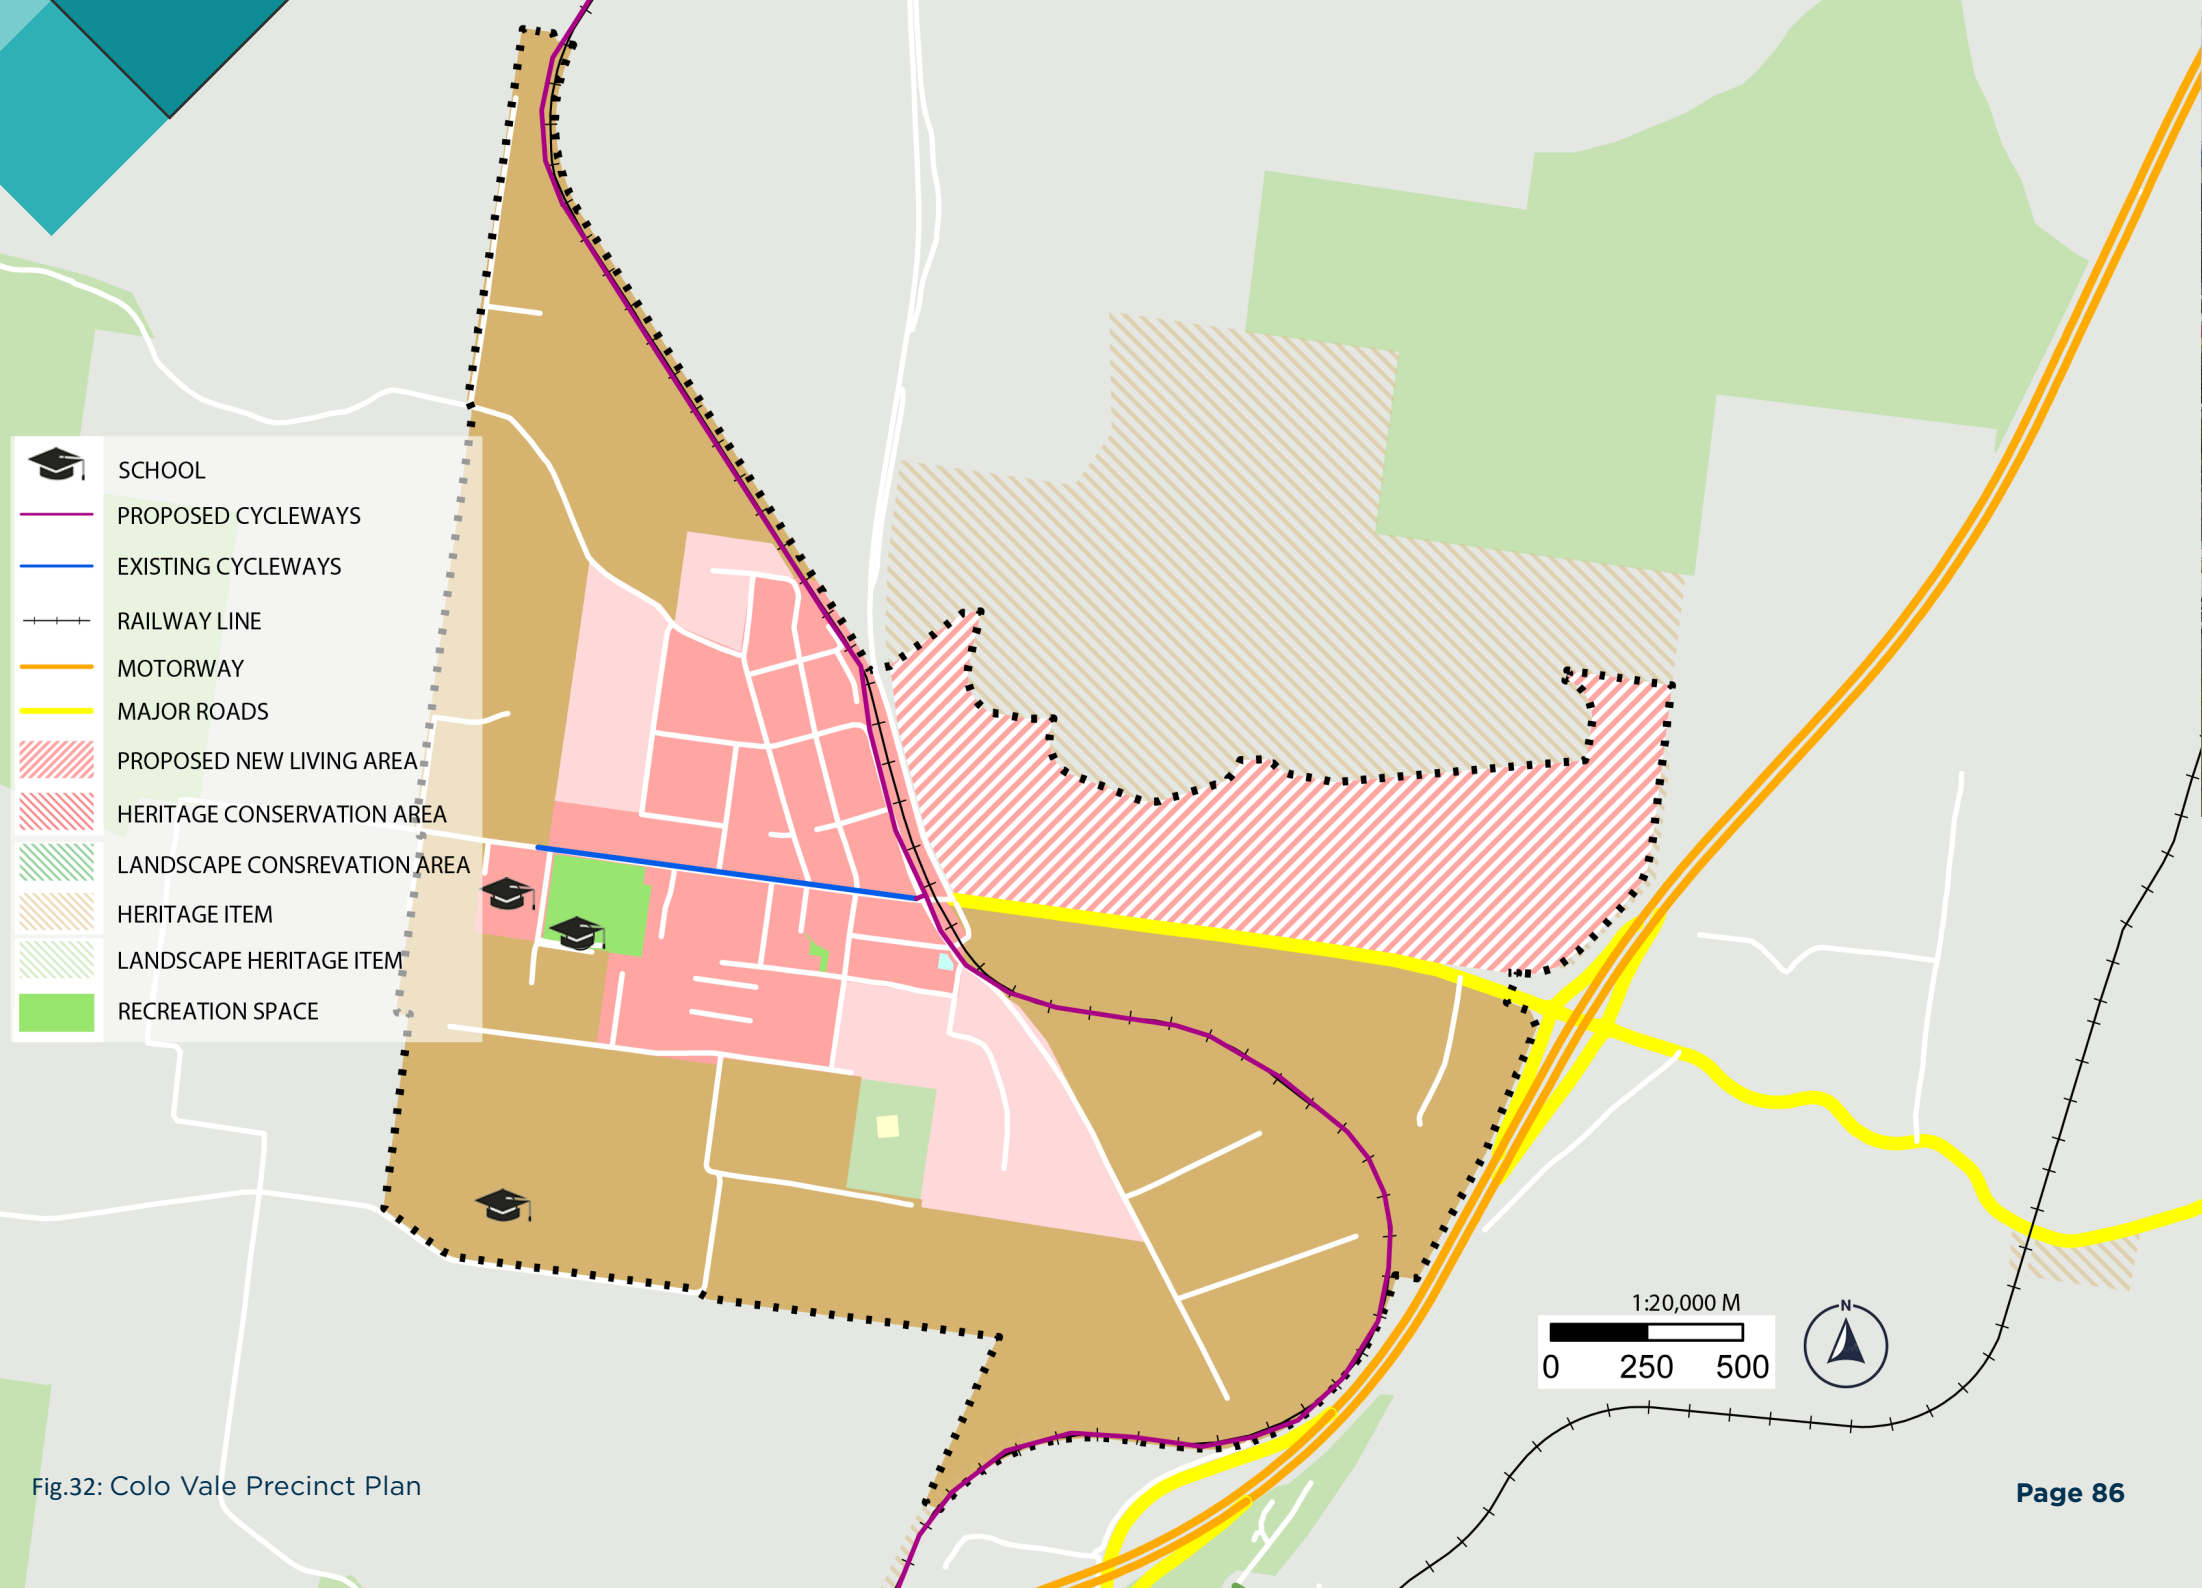 SCHOOL
PROPOSED CYCLEWAYS
EXISTING CYCLEWAYS
RAILWAY LINE
MOTORWAY
MAJOR ROADS
PROPOSED NEW LIVING AREA
HERITAGE CONSERVATION AREA
LANDSCAPE CONSREVATION AREA
HERITAGE ITEM
LANDSCAPE HERITAGE ITEM
RECREATION SPACE
1:20,000 M
0 250 500
N
Fig.32: Colo Vale Precinct Plan
Page 86